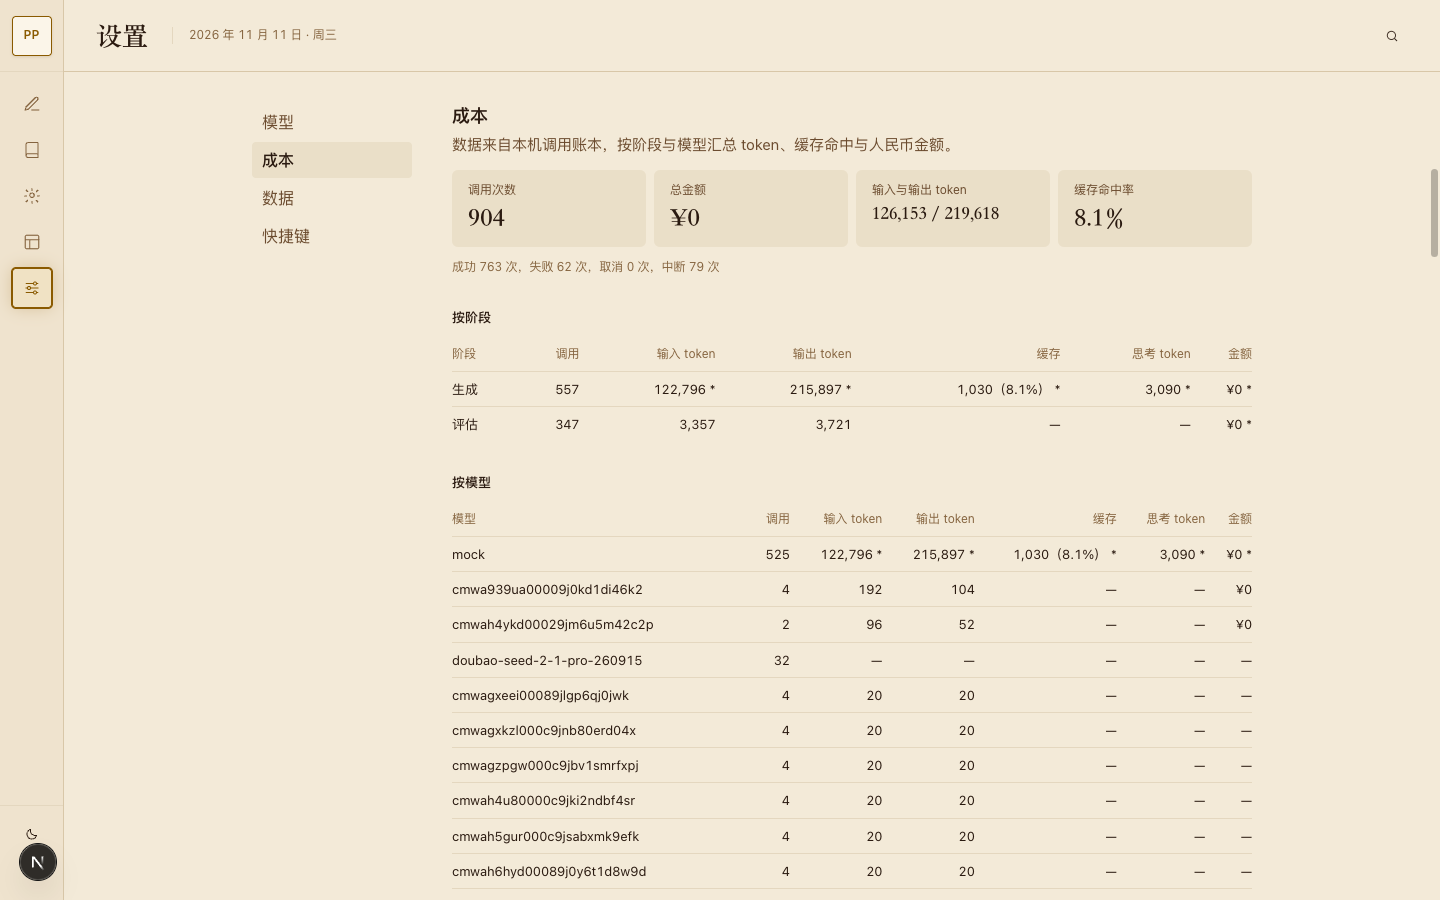 PP
设置
2026 年 11 月 11 日 · 周三
模型
成本
数据
快捷键
成本
数据来自本机调用账本，按阶段与模型汇总 token、缓存命中与人民币金额。
调用次数
904
总金额
¥0
输入与输出 token
126,153 / 219,618
缓存命中率
8.1%
成功 763 次，失败 62 次，取消 0 次，中断 79 次
按阶段
阶段 调用 输入 token 输出 token 缓存 思考 token 金额
生成 557 122,796 * 215,897 * 1,030（8.1%） * 3,090 * ¥0 *
评估 347 3,357 3,721 — — ¥0 *
按模型
模型 调用 输入 token 输出 token 缓存 思考 token 金额
mock 525 122,796 * 215,897 * 1,030（8.1%） * 3,090 * ¥0 *
cmwa939ua00009j0kd1di46k2 4 192 104 — — ¥0
cmwah4ykd00029jm6u5m42c2p 2 96 52 — — ¥0
doubao-seed-2-1-pro-260915 32 — — — — —
cmwagxeei00089jlgp6qj0jwk 4 20 20 — — —
cmwagxkzl000c9jnb80erd04x 4 20 20 — — —
cmwagzpgw000c9jbv1smrfxpj 4 20 20 — — —
cmwah4u80000c9jki2ndbf4sr 4 20 20 — — —
cmwah5gur000c9jsabxmk9efk 4 20 20 — — —
cmwah6hyd00089j0y6t1d8w9d 4 20 20 — — —
N